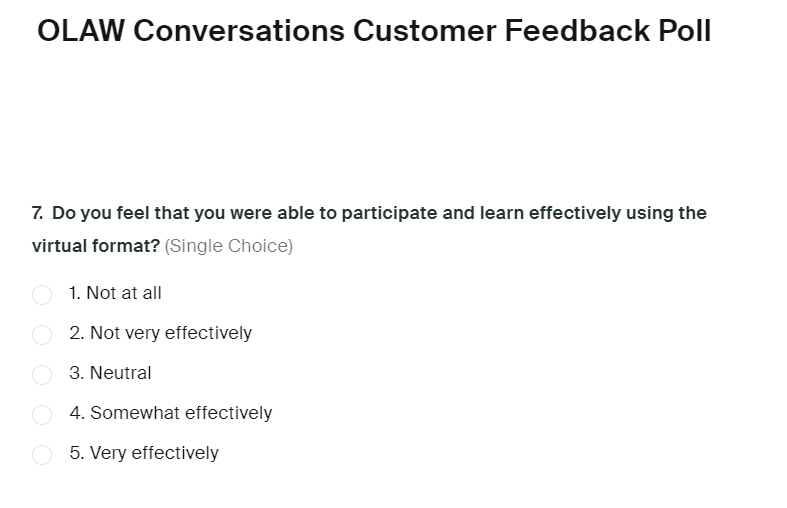 OLAW Conversations Customer Feedback Poll
7. Do you feel that you were able to participate and learn effectively using the
virtual format? (Single Choice)
1. Not at all
2. Not very effectively
3. Neutral
4. Somewhat effectively
5. Very effectively